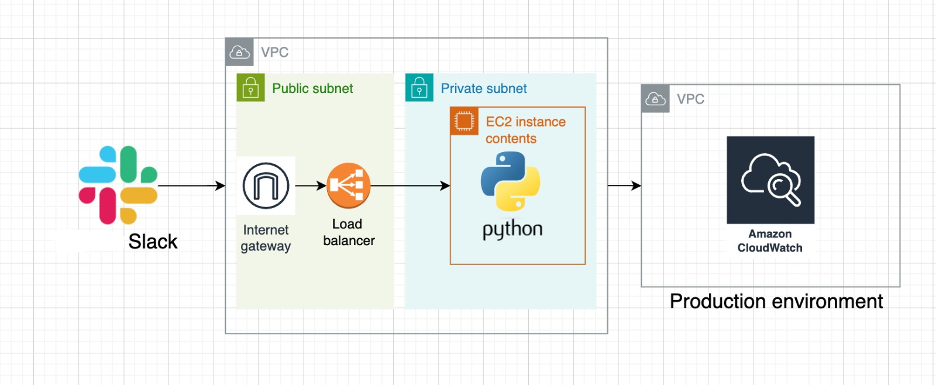 VPC
Public subnet
Private subnet
EC2 instance
contents
VPC
python
Internet
gateway
Load
balancer
Slack
Amazon
CloudWatch
Production environment